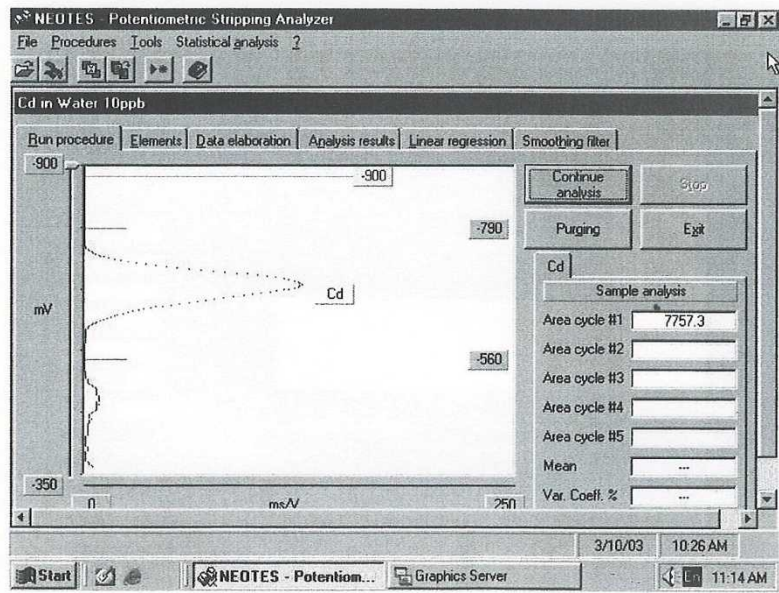 NEOTES - Potentiometric Stripping Analyzer
File Procedures Tools Statistical analysis ?
Cd in Water 10ppb
Run procedure Elements Data elaboration Analysis results Linear regression Smoothing filter
-900
-900
Continue analysis
Stop
-790
Purging
Exit
Cd
Cd
Sample analysis
mV
Area cycle #1 7757.3
Area cycle #2
-560
Area cycle #3
Area cycle #4
Area cycle #5
Mean ---
-350
0 ms/V 250
Var. Coeff. % ---
3/10/03 10:26 AM
Start
NEOTES - Potentiom...
Graphics Server
En
11:14 AM